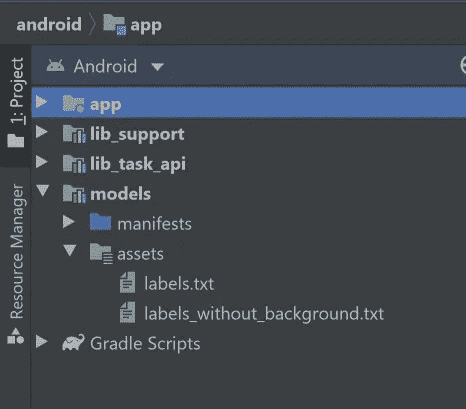 android app
1: Project
Resource Manager
Android
app
lib_support
lib_task_api
models
manifests
assets
labels.txt
labels_without_background.txt
Gradle Scripts